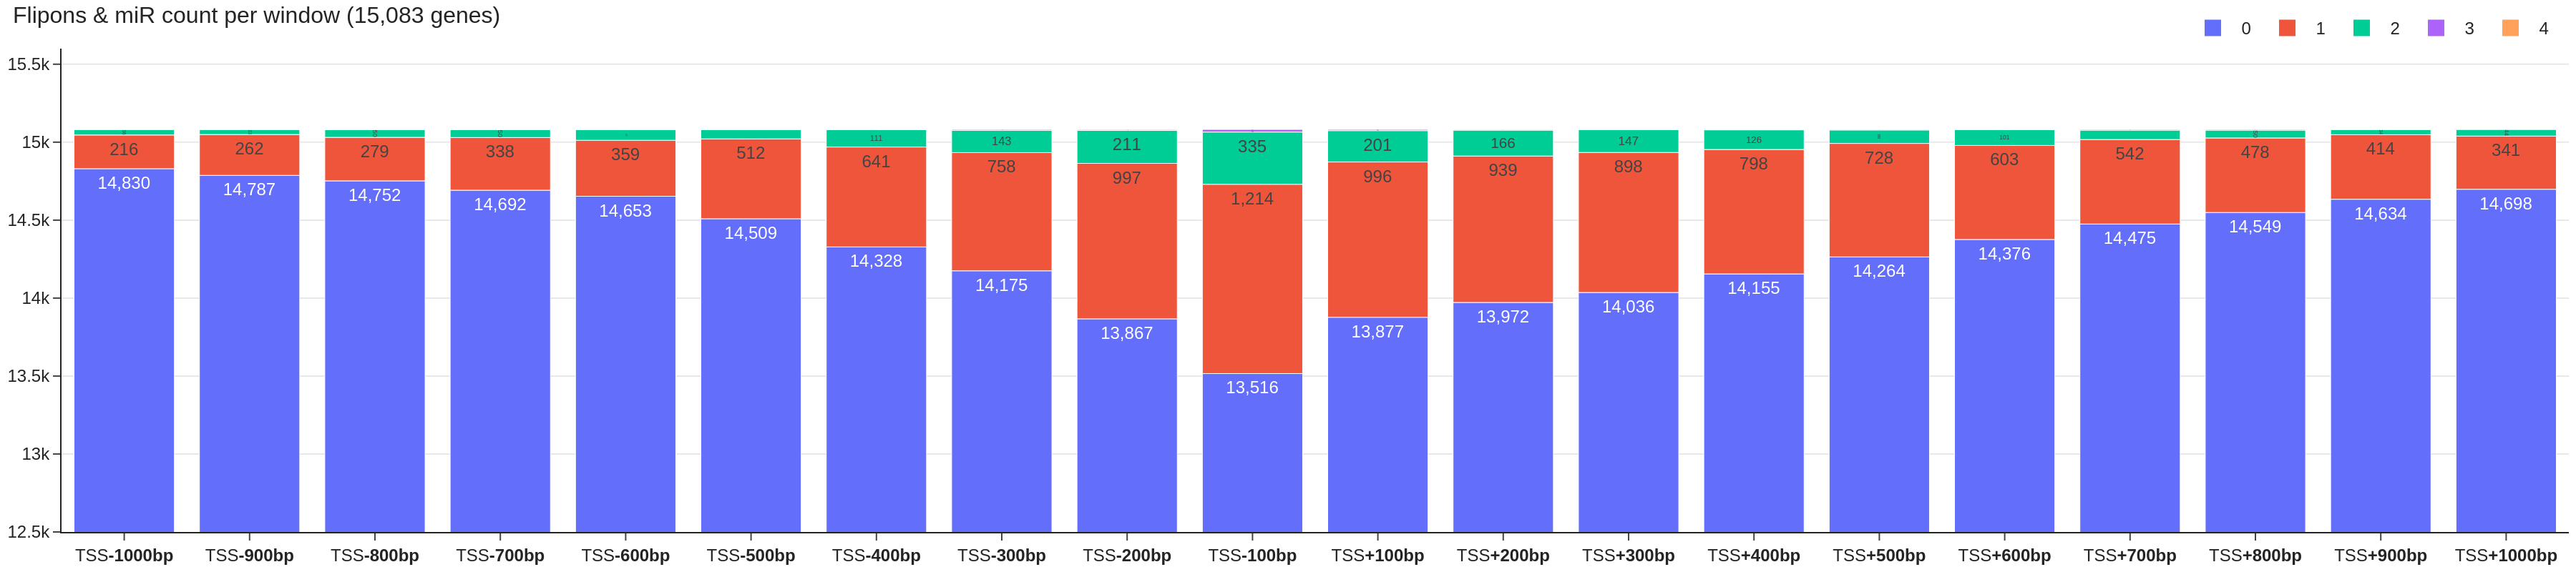 Flipons & miR count per window (15,083 genes)
0 1 2 3 4
15.5k
15k
14.5k
14k
13.5k
13k
12.5k
111 143 211 335 201 166 147 126 101
216 262 279 338 359 512 641 758 997 1,214 996 939 898 798 728 603 542 478 414 341
14,830 14,787 14,752 14,692 14,653 14,509 14,328 14,175 13,867 13,516 13,877 13,972 14,036 14,155 14,264 14,376 14,475 14,549 14,634 14,698
TSS-1000bp TSS-900bp TSS-800bp TSS-700bp TSS-600bp TSS-500bp TSS-400bp TSS-300bp TSS-200bp TSS-100bp TSS+100bp TSS+200bp TSS+300bp TSS+400bp TSS+500bp TSS+600bp TSS+700bp TSS+800bp TSS+900bp TSS+1000bp